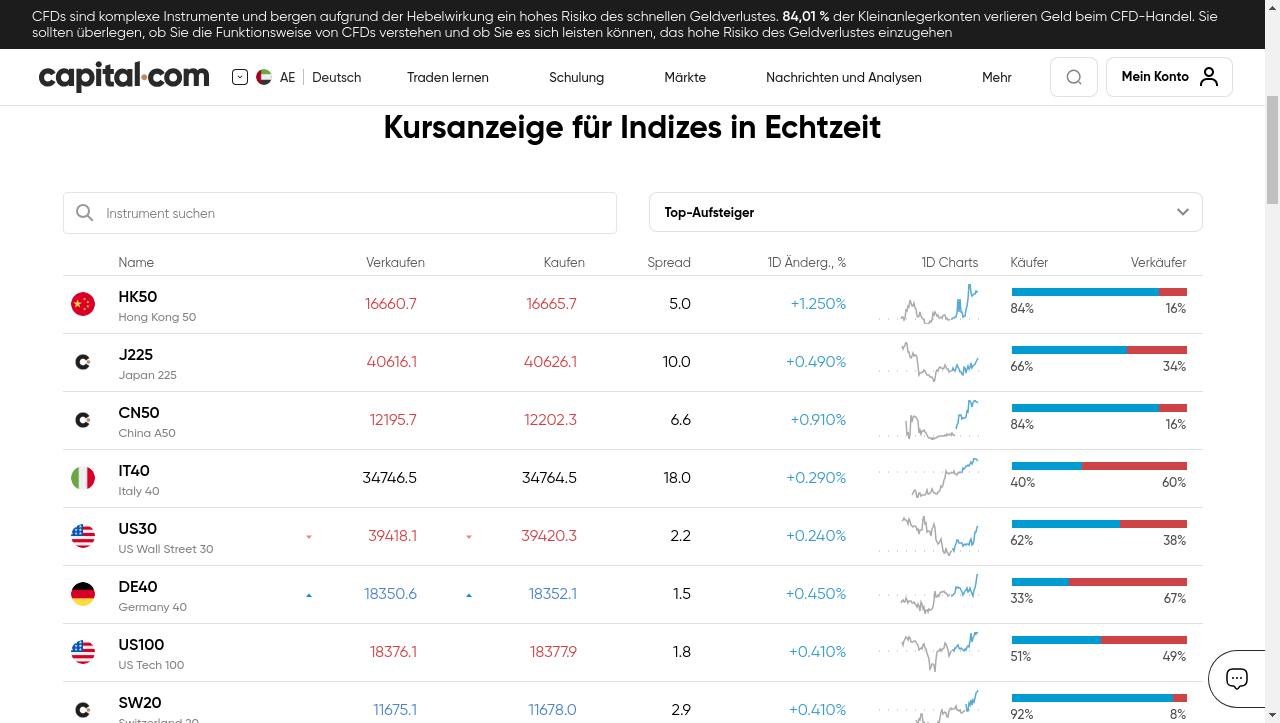 CFDs sind komplexe Instrumente und bergen aufgrund der Hebelwirkung ein hohes Risiko des schnellen Geldverlustes. 84,01 % der Kleinanlegerkonten verlieren Geld beim CFD-Handel. Sie
sollten überlegen, ob Sie die Funktionsweise von CFDs verstehen und ob Sie es sich leisten können, das hohe Risiko des Geldverlustes einzugehen
capital.com AE Deutsch Traden lernen Schulung Märkte Nachrichten und Analysen Mehr Mein Konto
Kursanzeige für Indizes in Echtzeit
Instrument suchen Top-Aufsteiger
Name Verkaufen Kaufen Spread 1D Änderg., % 1D Charts Käufer Verkäufer
HK50 16660.7 16665.7 5.0 +1.250%
Hong Kong 50 84% 16%
J225 40616.1 40626.1 10.0 +0.490%
Japan 225 66% 34%
CN50 12195.7 12202.3 6.6 +0.910%
China A50 84% 16%
IT40 34746.5 34764.5 18.0 +0.290%
Italy 40 40% 60%
US30 39418.1 39420.3 2.2 +0.240%
US Wall Street 30 62% 38%
DE40 18350.6 18352.1 1.5 +0.450%
Germany 40 33% 67%
US100 18376.1 18377.9 1.8 +0.410%
US Tech 100 51% 49%
SW20 11675.1 11678.0 2.9 +0.410%
Switzerland 20 92% 8%